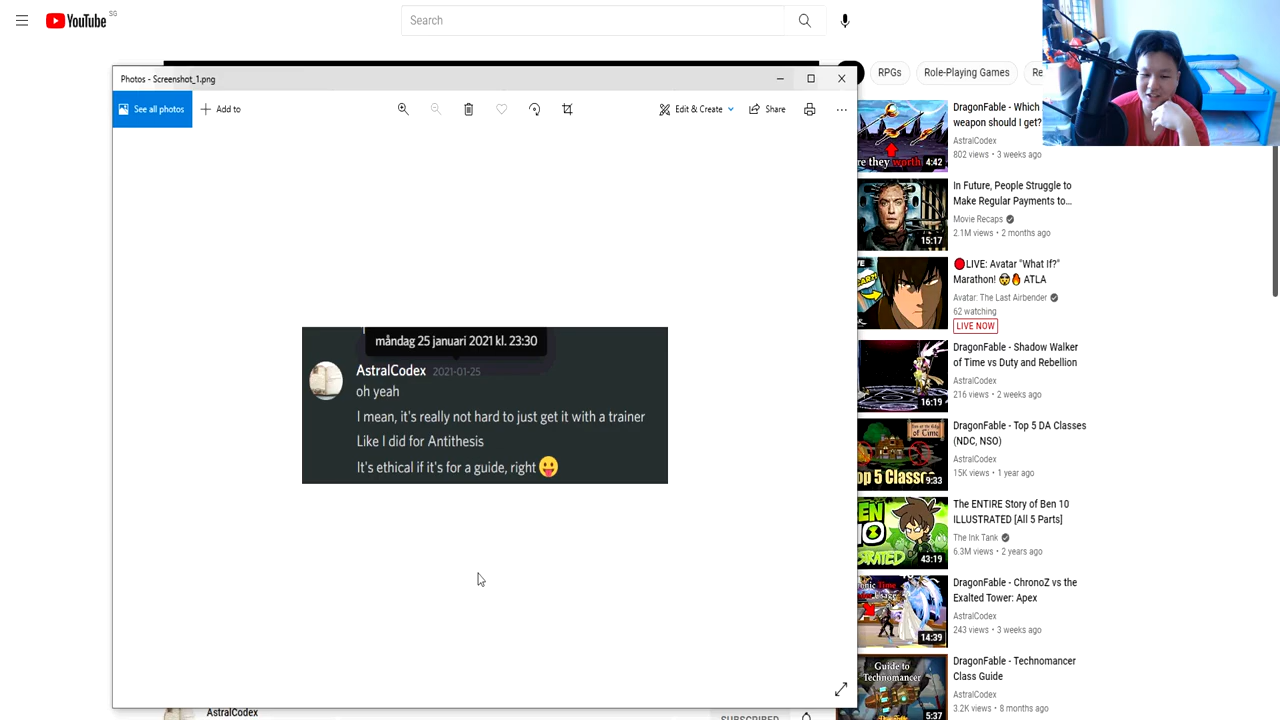 YouTube SG
Search
Photos - Screenshot_1.png
See all photos
Add to
Edit & Create
Share
måndag 25 januari 2021 kl. 23:30
AstralCodex 2021-01-25
oh yeah
I mean, it's really not hard to just get it with a trainer
Like I did for Antithesis
It's ethical if it's for a guide, right
AstralCodex
SUBSCRIBED
RPGs
Role-Playing Games
Re
re they worth
4:42
DragonFable - Which
weapon should I get?
AstralCodex
802 views • 3 weeks ago
15:17
In Future, People Struggle to
Make Regular Payments to...
Movie Recaps
2.1M views • 2 months ago
LIVE: Avatar "What If?"
Marathon! ATLA
Avatar: The Last Airbender
62 watching
LIVE NOW
16:19
DragonFable - Shadow Walker
of Time vs Duty and Rebellion
AstralCodex
216 views • 2 weeks ago
op 5 Classe
9:33
DragonFable - Top 5 DA Classes
(NDC, NSO)
AstralCodex
15K views • 1 year ago
43:19
The ENTIRE Story of Ben 10
ILLUSTRATED [All 5 Parts]
The Ink Tank
6.3M views • 2 years ago
14:39
DragonFable - ChronoZ vs the
Exalted Tower: Apex
AstralCodex
243 views • 3 weeks ago
Guide to
Technomancer
5:37
DragonFable - Technomancer
Class Guide
AstralCodex
3.2K views • 8 months ago